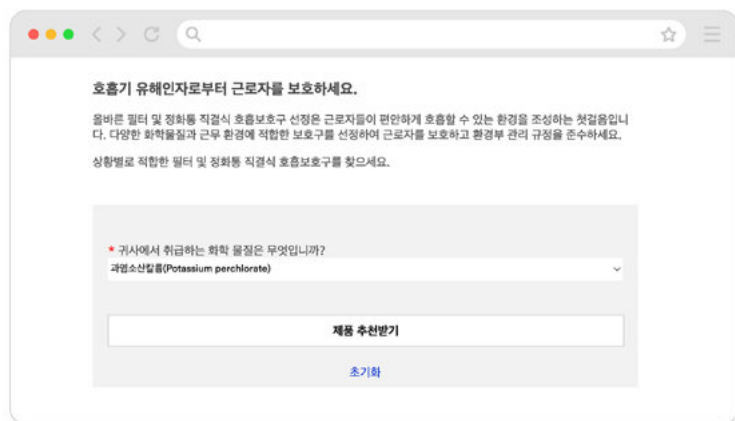 호흡기 유해인자로부터 근로자를 보호하세요.
올바른 필터 및 정화통 직결식 호흡보호구 선정은 근로자들이 편안하게 호흡할 수 있는 환경을 조성하는 첫걸음입니
다. 다양한 화학물질과 근무 환경에 적합한 보호구를 선정하여 근로자를 보호하고 환경부 관리 규정을 준수하세요.
상황별로 적합한 필터 및 정화통 직결식 호흡보호구를 찾으세요.
* 귀사에서 취급하는 화학 물질은 무엇입니까?
과염소산칼륨(Potassium perchlorate)
제품 추천받기
초기화